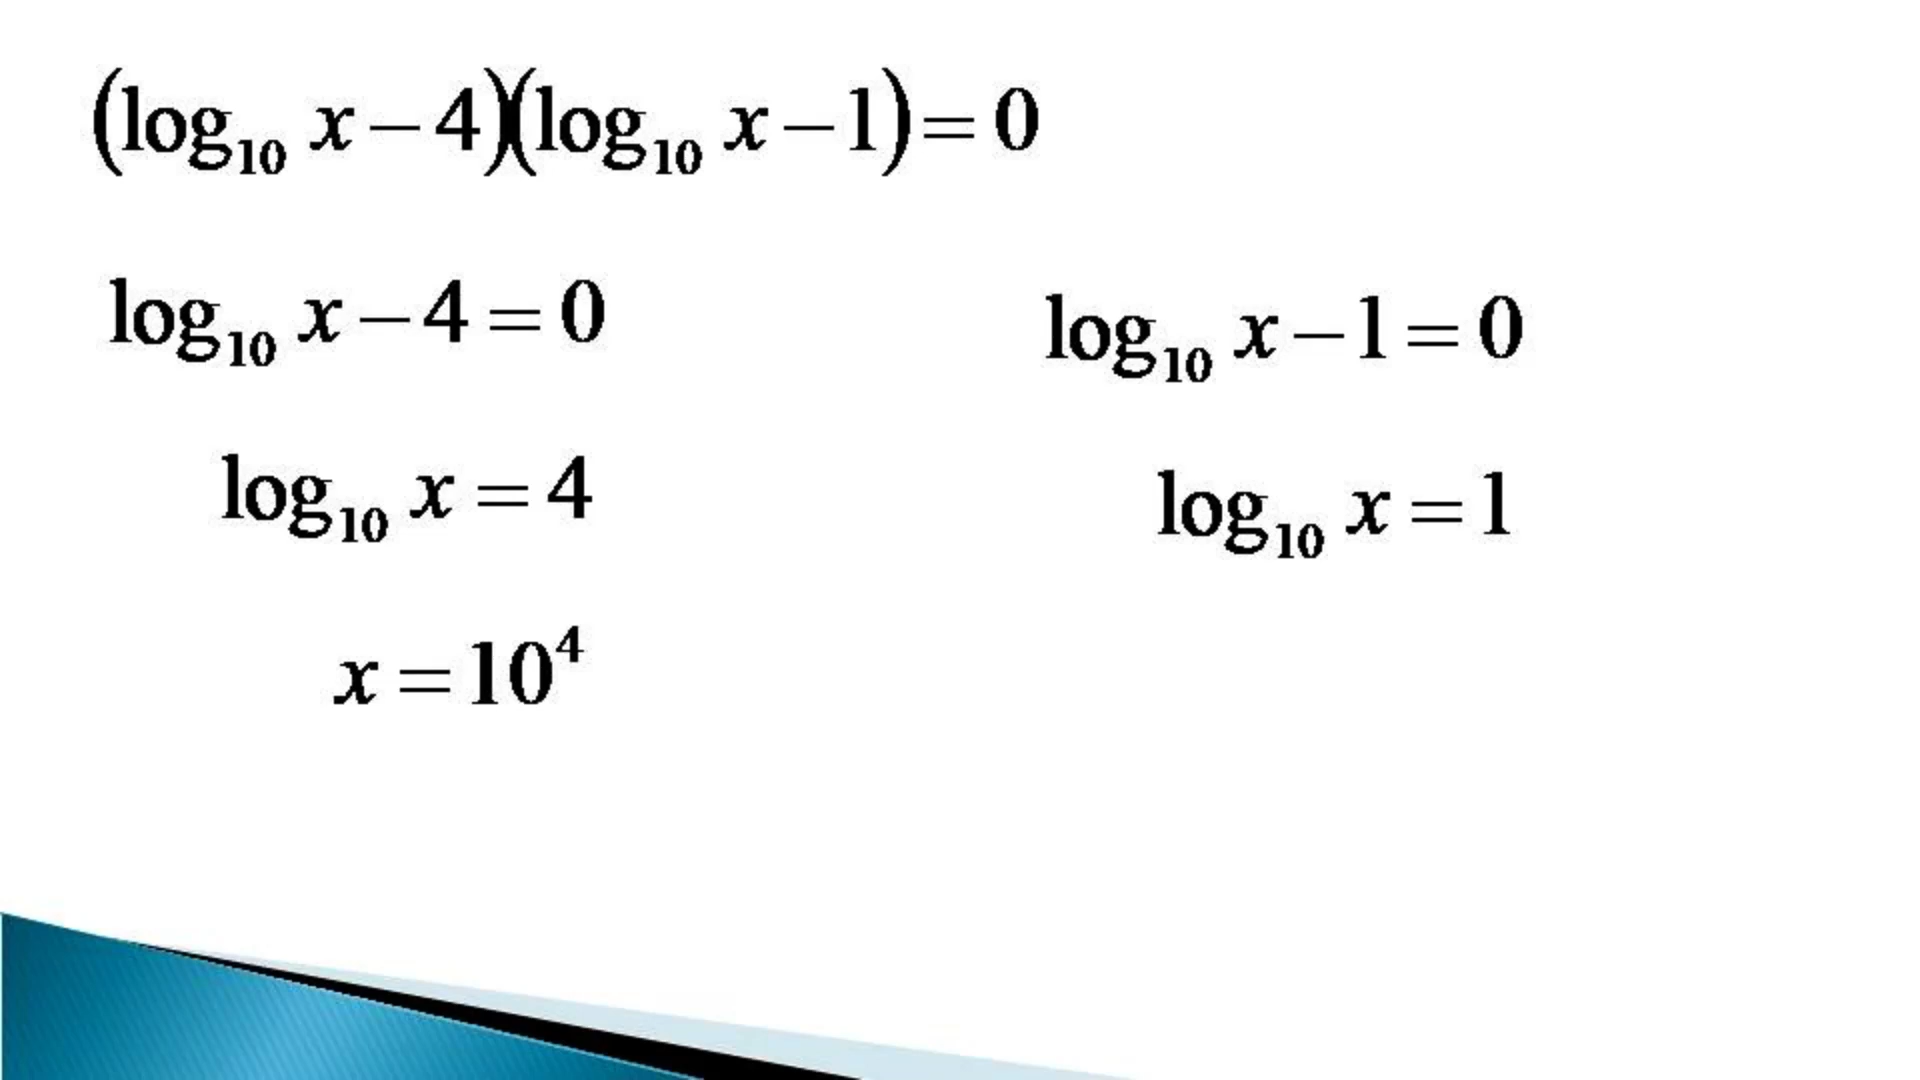 (log₁₀ x − 4)(log₁₀ x − 1) = 0
log₁₀ x − 4 = 0
log₁₀ x = 4
x = 10⁴
log₁₀ x − 1 = 0
log₁₀ x = 1